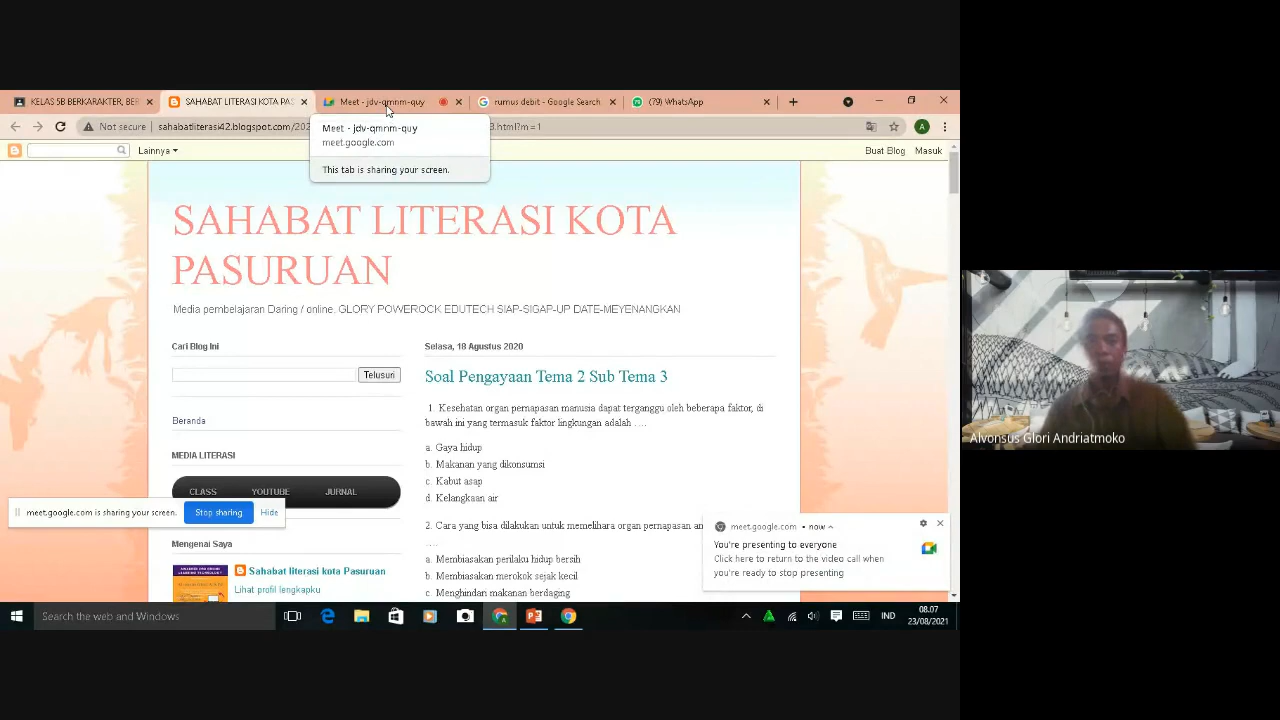 KELAS 5B BERKARAKTER, BER
SAHABAT LITERASI KOTA PAS
Meet - jdv-qmnm-quy
rumus debit - Google Search
(79) WhatsApp
Not secure
sahabatliterasi42.blogspot.com/202
3.html?m=1
A
Meet - jdv-qmnm-quy
meet.google.com
This tab is sharing your screen.
Lainnya
Buat Blog
Masuk
SAHABAT LITERASI KOTA
PASURUAN
Media pembelajaran Daring / online, GLORY POWEROCK EDUTECH SIAP-SIGAP-UP DATE-MEYENANGKAN
Cari Blog Ini
Telusuri
Beranda
MEDIA LITERASI
CLASS YOUTUBE JURNAL
meet.google.com is sharing your screen.
Stop sharing
Hide
Mengenai Saya
Sahabat literasi kota Pasuruan
Lihat profil lengkapku
Selasa, 18 Agustus 2020
Soal Pengayaan Tema 2 Sub Tema 3
1. Kesehatan organ pernapasan manusia dapat terganggu oleh beberapa faktor, di
bawah ini yang termasuk faktor lingkungan adalah ….
a. Gaya hidup
b. Makanan yang dikonsumsi
c. Kabut asap
d. Kelangkaan air
2. Cara yang bisa dilakukan untuk memelihara organ pernapasan
….
a. Membiasakan perilaku hidup bersih
b. Membiasakan merokok sejak kecil
c. Menghindari makanan berdaging
meet.google.com • now
You're presenting to everyone
Click here to return to the video call when
you're ready to stop presenting
Alvonsus Glori Andriatmoko
Search the web and Windows
IND
08.07
23/08/2021